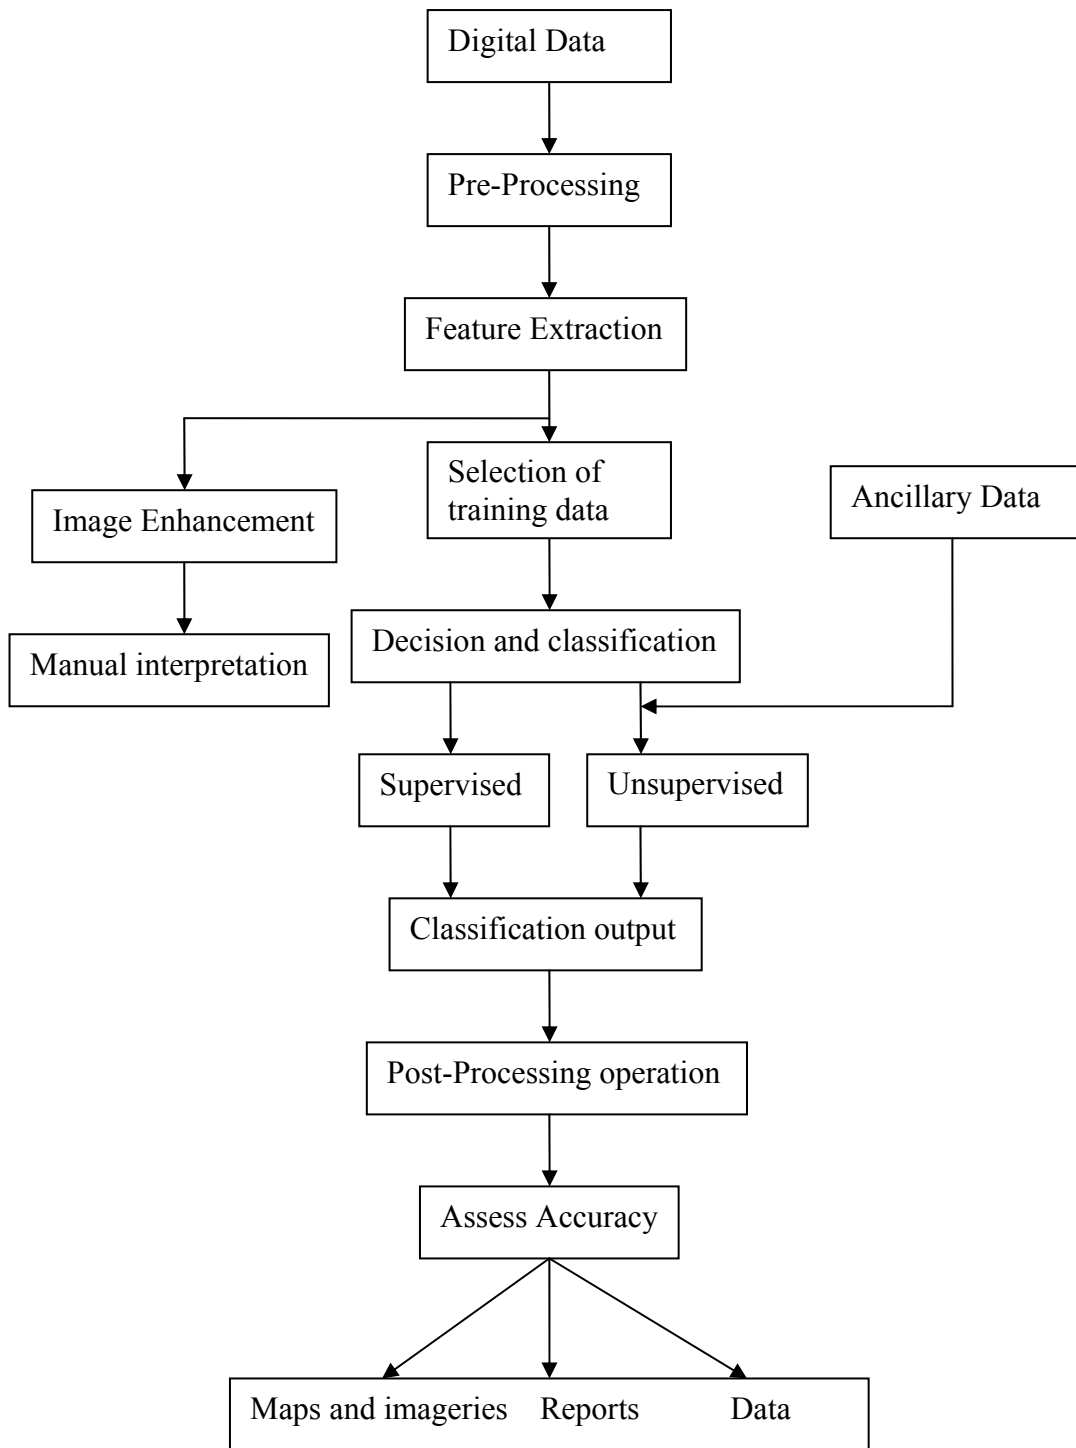 Digital Data
Pre-Processing
Feature Extraction
Selection of
training data
Ancillary Data
Image Enhancement
Decision and classification
Manual interpretation
Supervised
Unsupervised
Classification output
Post-Processing operation
Assess Accuracy
Maps and imageries Reports Data